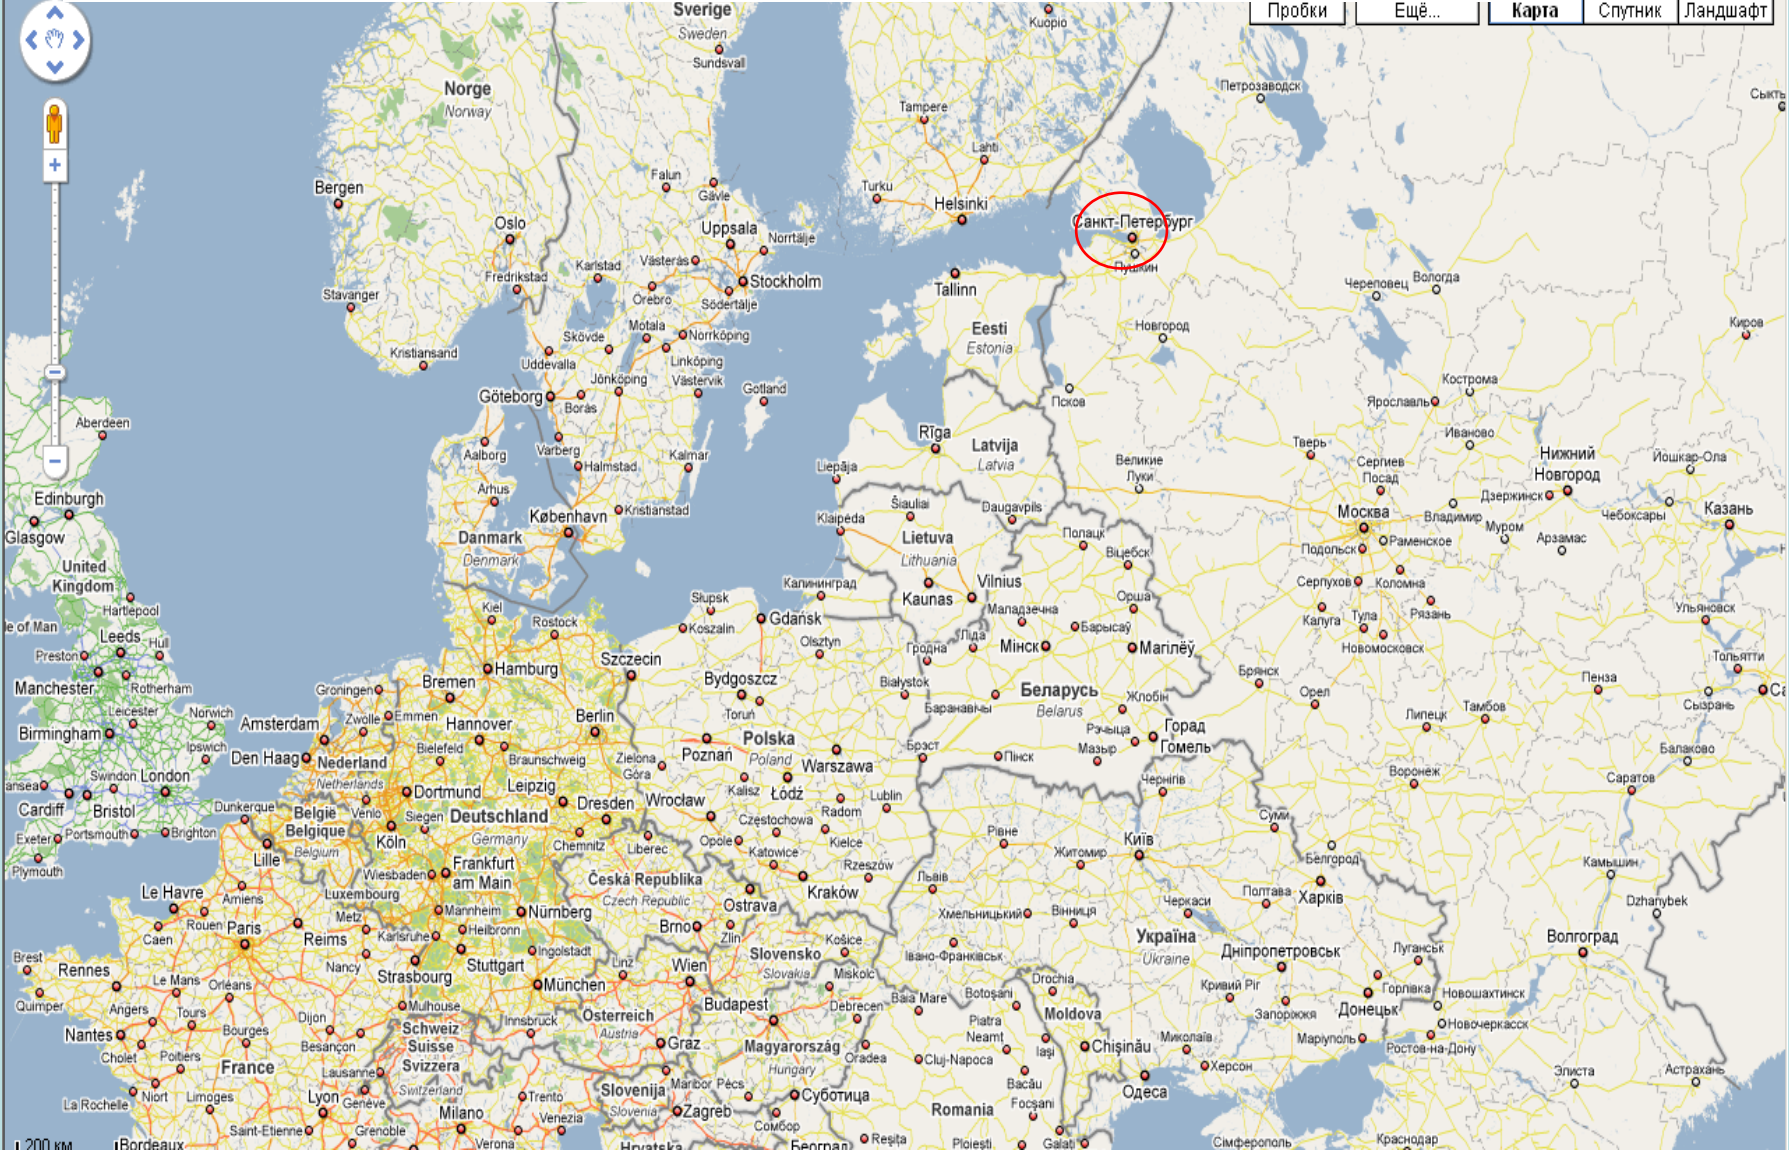 Sverige
Sweden
Sundsvall
Kuopio
Пробки
Ещё...
Карта
Спутник
Ландшафт
Norge
Norway
Tampere
Lahti
Петрозаводск
Bergen
Falun
Gävle
Turku
Helsinki
Санкт-Петербург
Пушкин
Oslo
Uppsala
Norrtälje
Fredrikstad
Karlstad
Västerås
Stockholm
Örebro
Södertälje
Tallinn
Череповец
Вологда
Stavanger
Motala
Norrköping
Skövde
Eesti
Estonia
Новгород
Киров
Kristiansand
Uddevalla
Linköping
Jönköping
Västervik
Gotland
Göteborg
Borås
Псков
Кострома
Ярославль
Aberdeen
Aalborg
Varberg
Kalmar
Halmstad
Rīga
Latvija
Latvia
Liepāja
Великие
Луки
Тверь
Иваново
Сергиев
Посад
Нижний
Новгород
Йошкар-Ола
Edinburgh
Glasgow
Århus
København
Kristianstad
Danmark
Denmark
Šiauliai
Daugavpils
Klaipeda
Lietuva
Lithuania
Полацк
Віцебск
Москва
Дзержинск
Владимир
Муром
Чебоксары
Казань
Подольск
Раменское
Арзамас
United
Kingdom
Hartlepool
Kiel
Rostock
Słupsk
Koszalin
Gdańsk
Калининград
Kaunas
Vilnius
Маладзечна
Орша
Серпухов
Коломна
Рязань
Калуга
Тула
Новомосковск
Ульяновск
le of Man
Leeds
Hull
Preston
Manchester
Rotherham
Hamburg
Bremen
Szczecin
Olsztyn
Bydgoszcz
Białystok
Гродна
Ліда
Мінск
Барысаў
Магілёў
Беларусь
Belarus
Баранавічы
Жлобін
Брянск
Орел
Тольятти
Пенза
Сызрань
Са
Leicester
Birmingham
Norwich
Ipswich
Groningen
Zwolle
Emmen
Amsterdam
Den Haag
Nederland
Netherlands
Hannover
Bielefeld
Braunschweig
Berlin
Toruń
Poznań
Polska
Poland
Warszawa
Zielona
Góra
Брэст
Пінск
Рэчыца
Мазыр
Горад
Гомель
Липецк
Тамбов
Балаково
ansea
Swindon
London
Cardiff
Bristol
Exeter
Portsmouth
Brighton
Plymouth
Dunkerque
België
Belgique
Belgium
Venlo
Dortmund
Siegen
Köln
Leipzig
Deutschland
Germany
Dresden
Chemnitz
Wrocław
Liberec
Kalisz
Łódź
Radom
Lublin
Częstochowa
Opole
Kielce
Katowice
Rzeszów
Kraków
Чернігів
Воронеж
Саратов
Рівне
Житомир
Київ
Суми
Белгород
Камышин
Lille
Le Havre
Amiens
Rouen
Caen
Paris
Reims
Luxembourg
Metz
Nancy
Wiesbaden
Frankfurt
am Main
Mannheim
Heilbronn
Karlsruhe
Nürnberg
Ingolstadt
Stuttgart
Strasbourg
München
Mulhouse
Česká Republika
Czech Republic
Ostrava
Brno
Zlín
Львів
Хмельницький
Вінниця
Черкаси
Полтава
Харків
Dzhanybek
Волгоград
Brest
Quimper
Rennes
Le Mans
Orléans
Angers
Tours
Nantes
Cholet
Poitiers
Bourges
Dijon
Besançon
Linz
Wien
Slovensko
Slovakia
Košice
Miskolc
Івано-Франківськ
Україна
Ukraine
Дніпропетровськ
Луганськ
Горлівка
Новошахтинск
Новочеркасск
Донецьк
Кривий Ріг
Запоріжжя
Innsbruck
Österreich
Austria
Graz
Budapest
Debrecen
Baia Mare
Botoşani
Drochia
Moldova
Schweiz
Suisse
Svizzera
Switzerland
France
Lausanne
Genève
Magyarország
Hungary
Oradea
Cluj-Napoca
Piatra
Neamt
Iaşi
Chişinău
Миколаїв
Херсон
Маріуполь
Ростов-на-Дону
Элиста
Астрахань
La Rochelle
Niort
Limoges
Lyon
Saint-Etienne
Grenoble
Milano
Trento
Venezia
Verona
Slovenija
Slovenia
Maribor
Pécs
Zagreb
Суботица
Сомбор
Romania
Bacău
Focşani
Одеса
200 км
Bordeaux
Hrvatska
Београд
Reşiţa
Ploiesti
Galaţi
Сімферополь
Краснодар